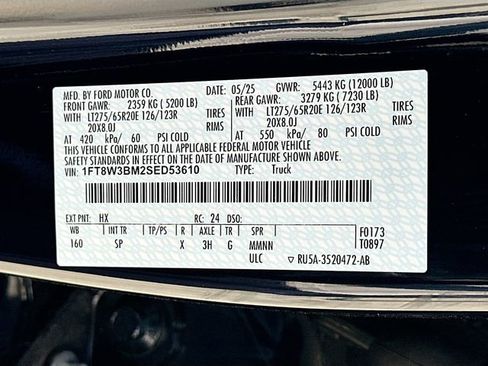 MFD. BY FORD MOTOR CO. 05/25 GVWR: 5443 KG (12000 LB)
FRONT GAWR: 2359 KG (5200 LB) REAR GAWR: 3279 KG (7230 LB)
WITH LT275/65R20E 126/123R WITH LT275/65R20E 126/123R
20X8.0J 20X8.0J
AT 420 kPa/ 60 PSI COLD AT 550 kPa/ 80 PSI COLD
THIS VEHICLE CONFORMS TO ALL APPLICABLE FEDERAL MOTOR VEHICLE
SAFETY STANDARDS IN EFFECT ON THE DATE OF MANUFACTURE SHOWN ABOVE.
VIN: 1FT8W3BM2SED53610 TYPE: Truck
EXT PNT: HX RC: 24 DSO:
WB INT TR TP/PS R AXLE TR SPR F0173
160 SP X 3H G MMNN T0897
ULC RU5A-3520472-AB